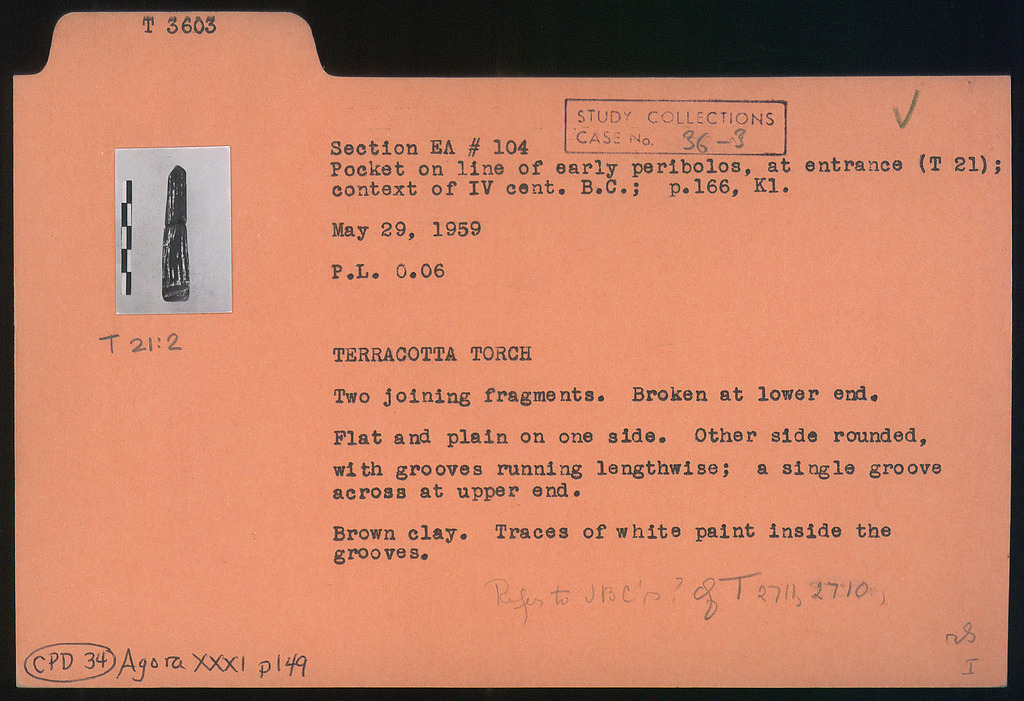 T 3603
STUDY COLLECTIONS
CASE No. 36-3
Section EA # 104
Pocket on line of early peribolos, at entrance (T 21);
context of IV cent. B.C.; p.166, Kl.
May 29, 1959
P.L. 0.06
T 21:2
TERRACOTTA TORCH
Two joining fragments. Broken at lower end.
Flat and plain on one side. Other side rounded,
with grooves running lengthwise; a single groove
across at upper end.
Brown clay. Traces of white paint inside the
grooves.
Refers to ? cf T 2711, 2710,
I
CPD 34 Agora XXXI p149